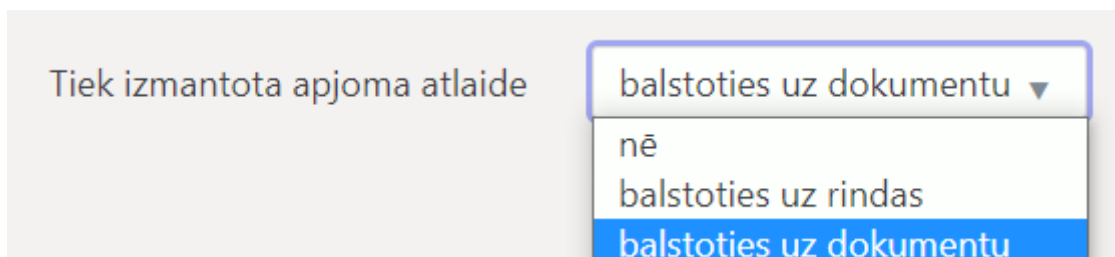 Tiek izmantota apjoma atlaide balstoties uz dokumentu
nē
balstoties uz rindas
balstoties uz dokumentu